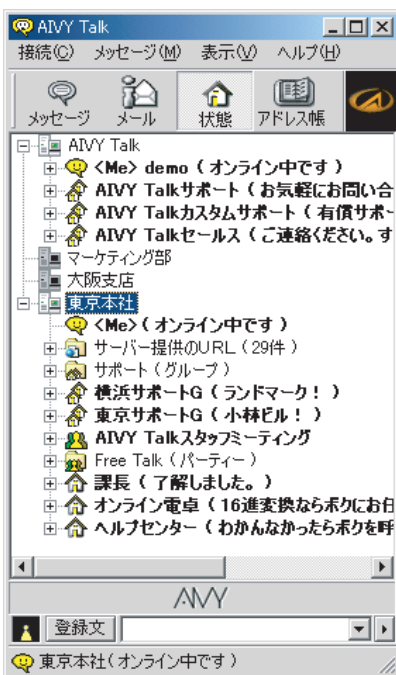 AIVY Talk
接続(C) メッセージ(M) 表示(V) ヘルプ(H)
メッセージ メール 状態 アドレス帳
AIVY Talk
<Me> demo ( オンライン中です )
AIVY Talkサポート ( お気軽にお問い合
AIVY Talkカスタムサポート ( 有償サポー
AIVY Talkセールス ( ご連絡ください。す
マーケティング部
大阪支店
東京本社
<Me> ( オンライン中です )
サーバー提供のURL ( 29件 )
サポート ( グループ )
横浜サポートG ( ランドマーク! )
東京サポートG ( 小林ビル! )
AIVY Talkスタッフミーティング
Free Talk ( パーティー )
課長 ( 了解しました。 )
オンライン電卓 ( 16進変換ならボクにお任
ヘルプセンター ( わかんなかったらボクを呼
AIVY
登録文
東京本社(オンライン中です)